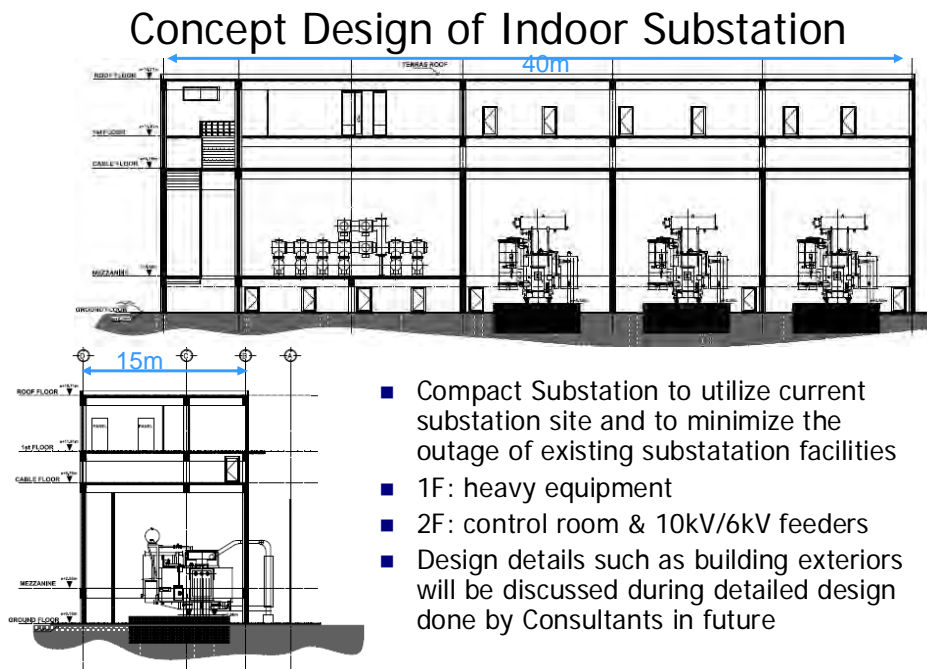 Concept Design of Indoor Substation
40m
TERRAS ROOF
ROOF FLOOR
1st FLOOR
CABLE FLOOR
MEZZANINE
GROUND FLOOR
15m
D
C
B
A
ROOF FLOOR
PANEL
PANEL
1st FLOOR
CABLE FLOOR
MEZZANINE
GROUND FLOOR
Compact Substation to utilize current
substation site and to minimize the
outage of existing substatation facilities
1F: heavy equipment
2F: control room & 10kV/6kV feeders
Design details such as building exteriors
will be discussed during detailed design
done by Consultants in future